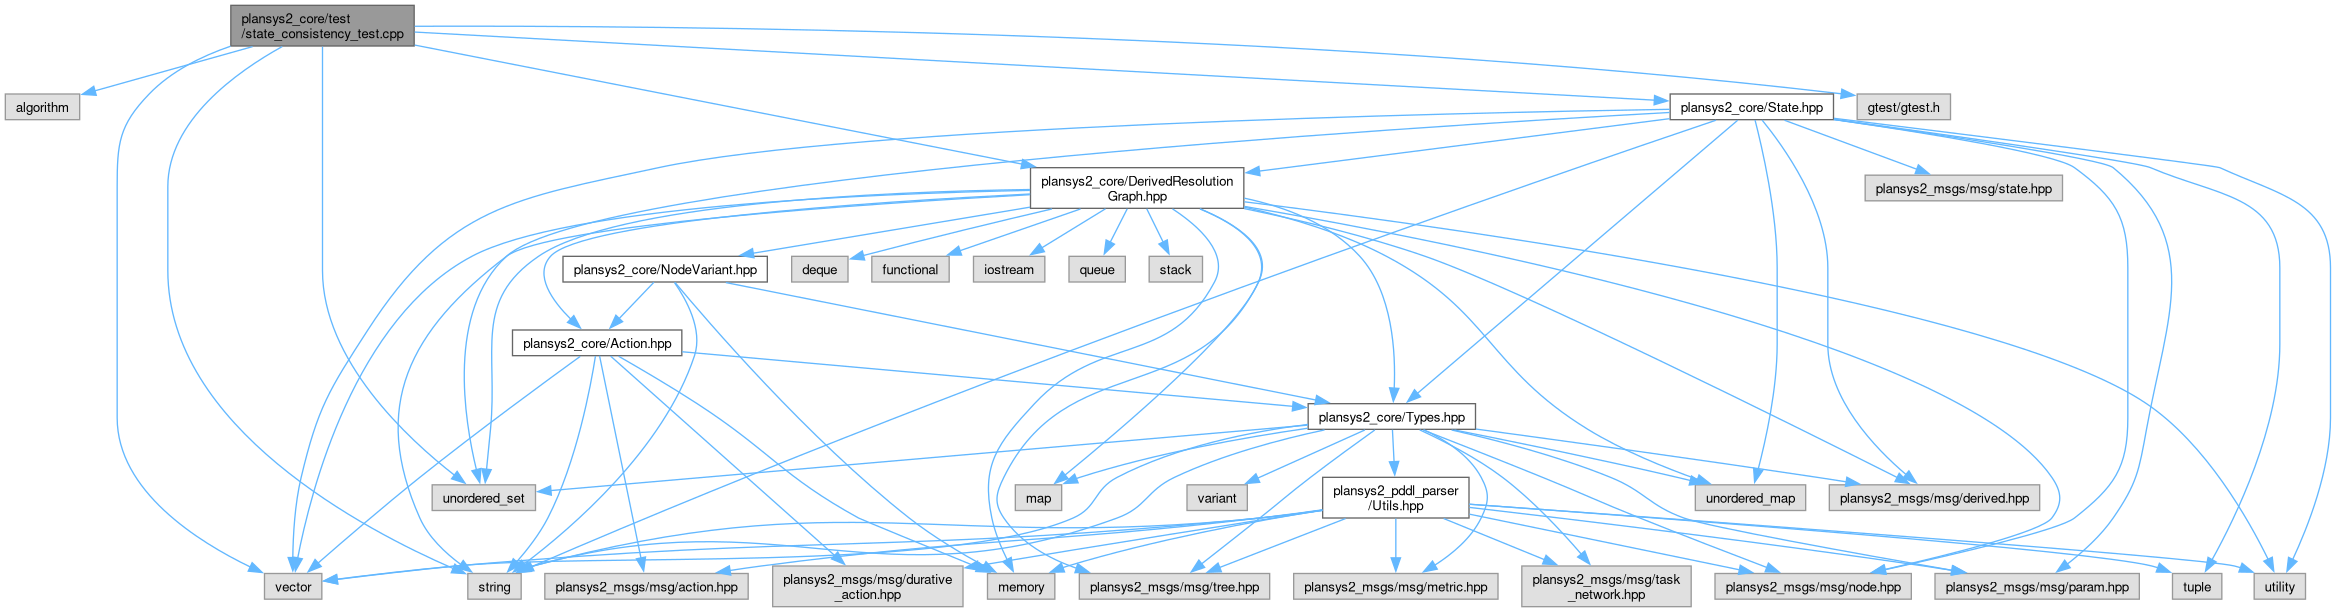 plansys2_core/test
/state_consistency_test.cpp
algorithm
plansys2_core/State.hpp
gtest/gtest.h
plansys2_core/DerivedResolution
Graph.hpp
plansys2_msgs/msg/state.hpp
plansys2_core/NodeVariant.hpp
deque
functional
iostream
queue
stack
plansys2_core/Action.hpp
plansys2_core/Types.hpp
unordered_set
map
variant
plansys2_pddl_parser
/Utils.hpp
unordered_map
plansys2_msgs/msg/derived.hpp
vector
string
plansys2_msgs/msg/action.hpp
plansys2_msgs/msg/durative
_action.hpp
memory
plansys2_msgs/msg/tree.hpp
plansys2_msgs/msg/metric.hpp
plansys2_msgs/msg/task
_network.hpp
plansys2_msgs/msg/node.hpp
plansys2_msgs/msg/param.hpp
tuple
utility